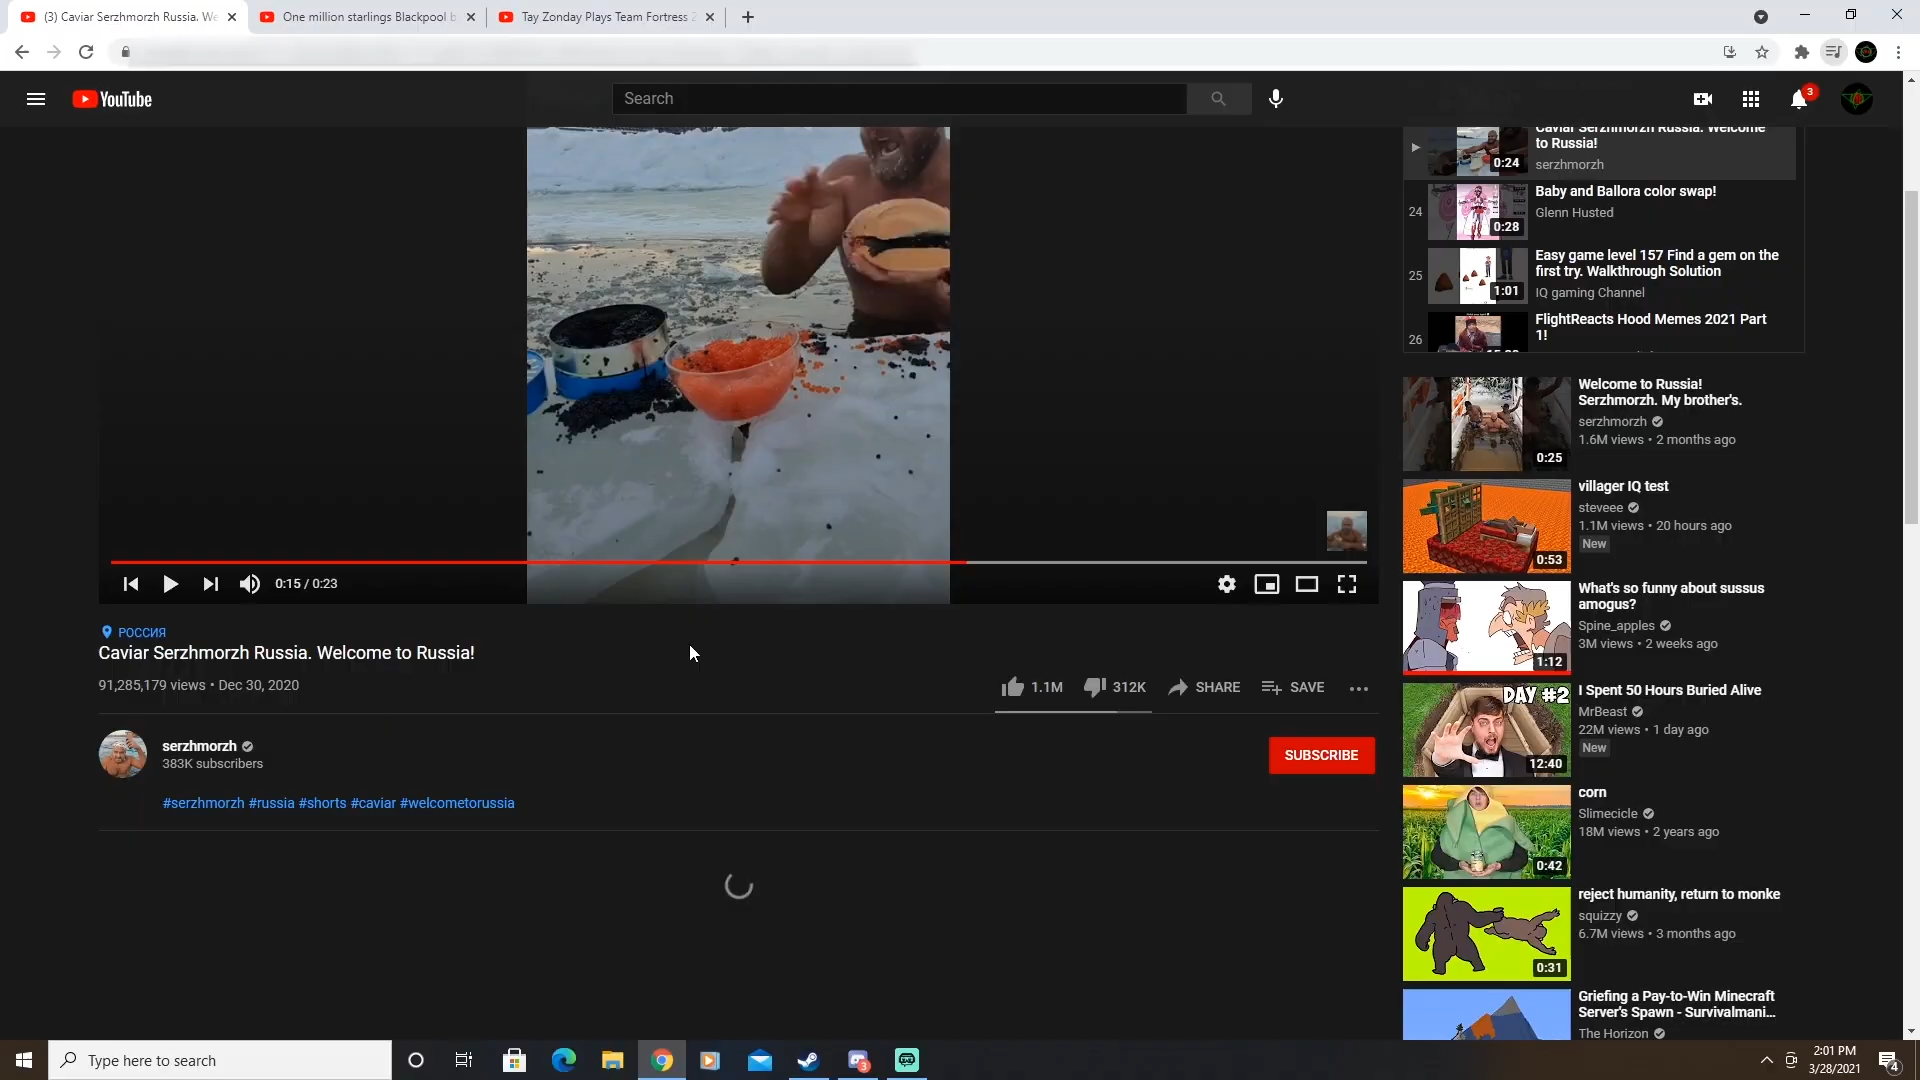 (3) Caviar Serzhmorzh Russia. We
One million starlings Blackpool b
Tay Zonday Plays Team Fortress 2
YouTube
Search
3
Caviar Serzhmorzh Russia. Welcome
to Russia!
serzhmorzh
0:24
24
Baby and Ballora color swap!
Glenn Husted
0:28
25
Easy game level 157 Find a gem on the
first try. Walkthrough Solution
IQ gaming Channel
1:01
26
FlightReacts Hood Memes 2021 Part
1!
0:15 / 0:23
РОССИЯ
Caviar Serzhmorzh Russia. Welcome to Russia!
91,285,179 views • Dec 30, 2020
1.1M
312K
SHARE
SAVE
serzhmorzh
383K subscribers
SUBSCRIBE
#serzhmorzh #russia #shorts #caviar #welcometorussia
Welcome to Russia!
Serzhmorzh. My brother's.
serzhmorzh
1.6M views • 2 months ago
0:25
villager IQ test
steveee
1.1M views • 20 hours ago
New
0:53
What's so funny about sussus
amogus?
Spine_apples
3M views • 2 weeks ago
1:12
DAY #2
I Spent 50 Hours Buried Alive
MrBeast
22M views • 1 day ago
New
12:40
corn
Slimecicle
18M views • 2 years ago
0:42
reject humanity, return to monke
squizzy
6.7M views • 3 months ago
0:31
Griefing a Pay-to-Win Minecraft
Server's Spawn - Survivalmani...
The Horizon
Type here to search
3
2:01 PM
3/28/2021
4